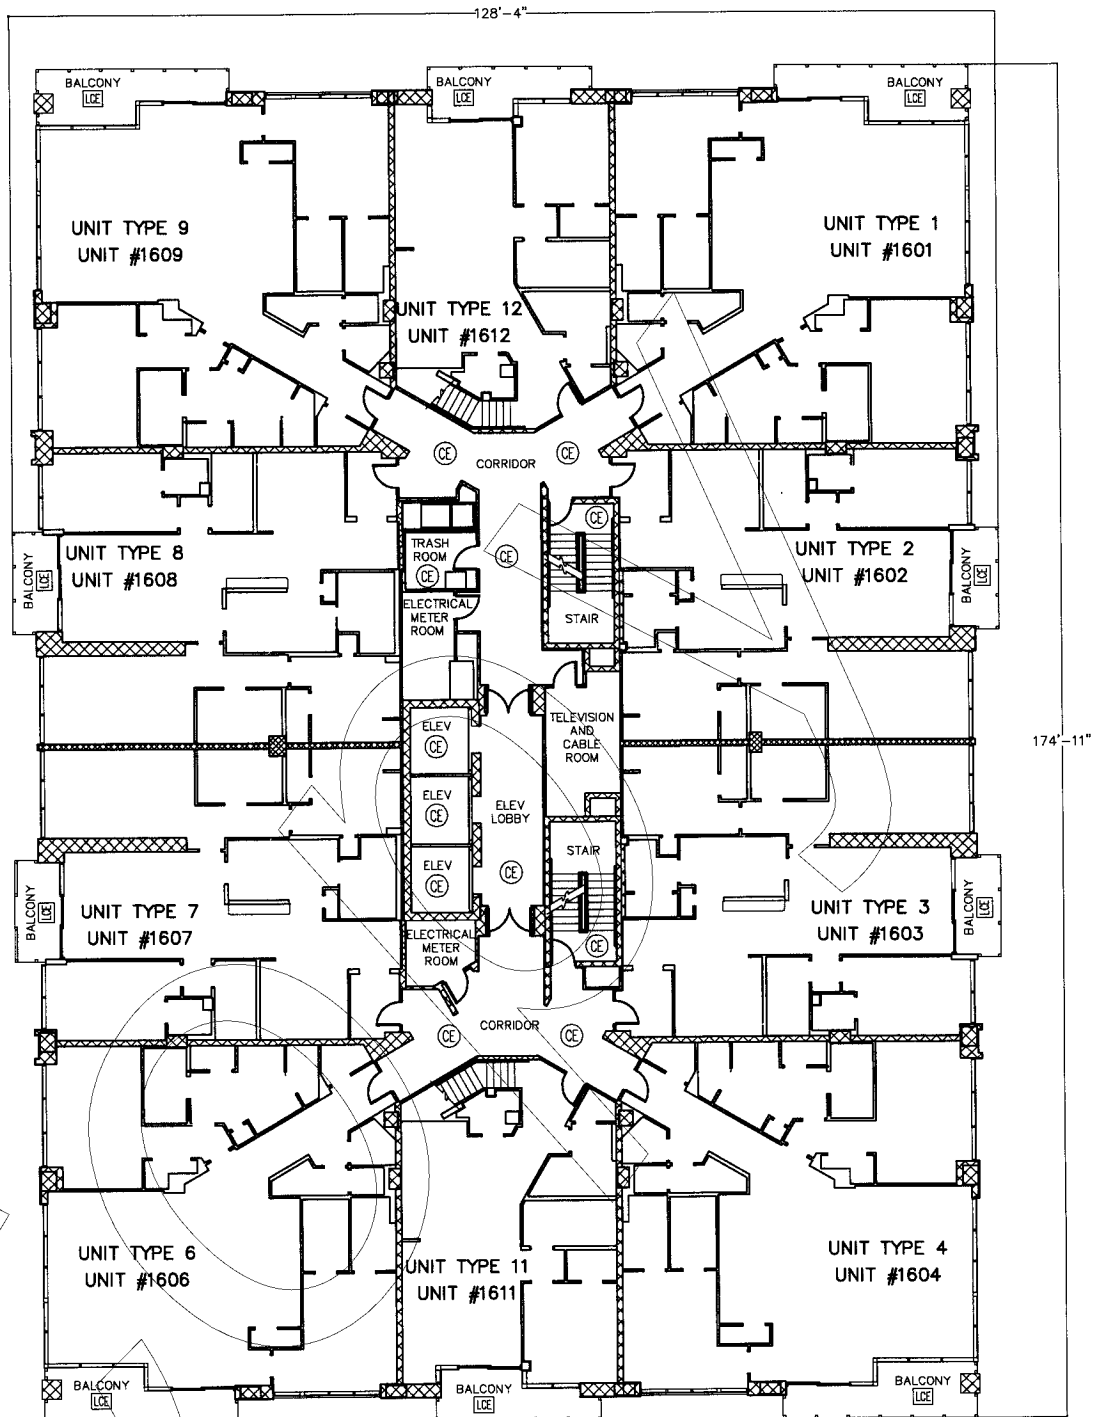 128'-4"
BALCONY
LCE
BALCONY
LCE
BALCONY
LCE
UNIT TYPE 9
UNIT #1609
UNIT TYPE 1
UNIT #1601
UNIT TYPE 12
UNIT #1612
CE
CORRIDOR
CE
CE
TRASH
ROOM
CE
CE
UNIT TYPE 8
UNIT #1608
BALCONY
LCE
UNIT TYPE 2
UNIT #1602
BALCONY
LCE
ELECTRICAL
METER
ROOM
STAIR
TELEVISION
AND
CABLE
ROOM
ELEV
CE
174'-11"
ELEV
CE
ELEV
LOBBY
ELEV
CE
CE
STAIR
UNIT TYPE 7
UNIT #1607
BALCONY
LCE
UNIT TYPE 3
UNIT #1603
BALCONY
LCE
ELECTRICAL
METER
ROOM
CE
CE
CORRIDOR
CE
UNIT TYPE 6
UNIT #1606
UNIT TYPE 11
UNIT #1611
UNIT TYPE 4
UNIT #1604
BALCONY
LCE
BALCONY
LCE
BALCONY
LCE